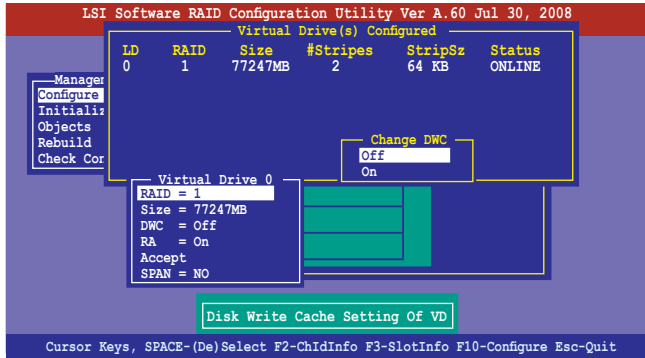 LSI Software RAID Configuration Utility Ver A.60 Jul 30, 2008
Virtual Drive(s) Configured
LD RAID Size #Stripes StripSz Status
0 1 77247MB 2 64 KB ONLINE
Manager
Configure
Initializ
Objects
Rebuild
Check Con
Change DWC
Off
On
Virtual Drive 0
RAID = 1
Size = 77247MB
DWC = Off
RA = On
Accept
SPAN = NO
Disk Write Cache Setting Of VD
Cursor Keys, SPACE-(De)Select F2-ChIdInfo F3-SlotInfo F10-Configure Esc-Quit